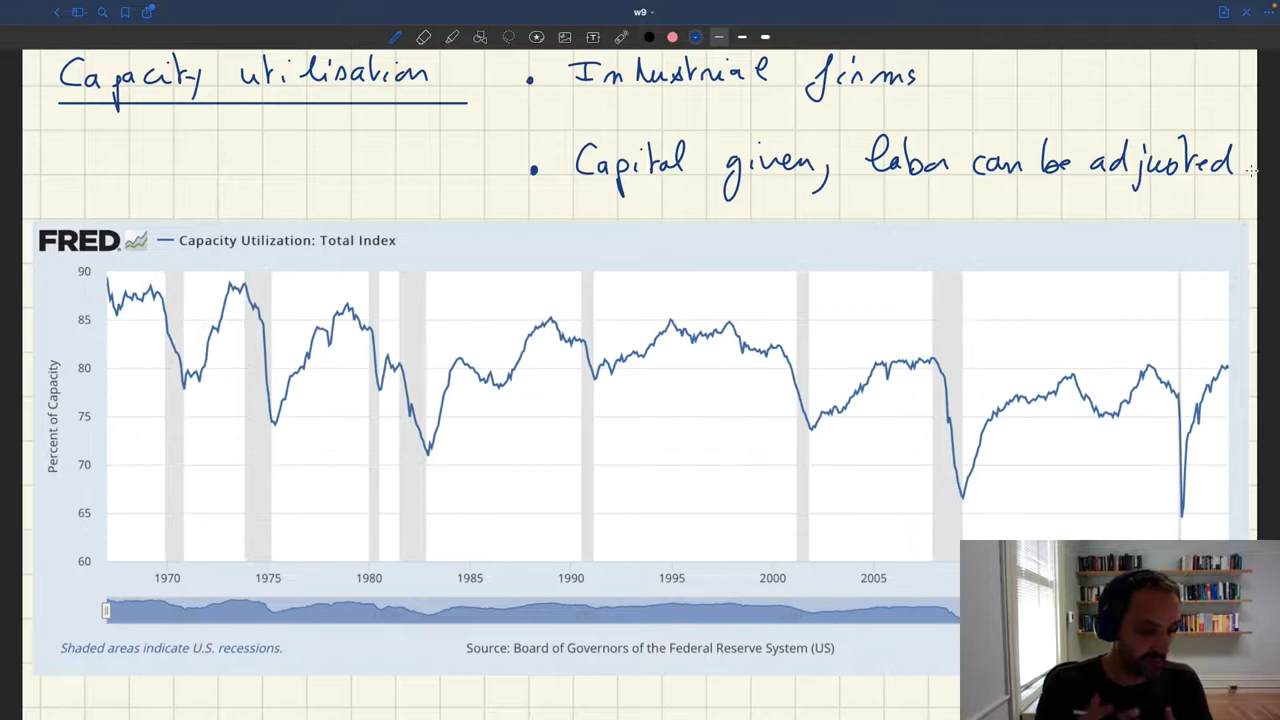 w9
Capacity utilisation
• Industrial firms
• Capital given, labor can be adjusted
FRED
Capacity Utilization: Total Index
90
85
80
75
70
65
60
Percent of Capacity
1970 1975 1980 1985 1990 1995 2000 2005
Shaded areas indicate U.S. recessions.
Source: Board of Governors of the Federal Reserve System (US)